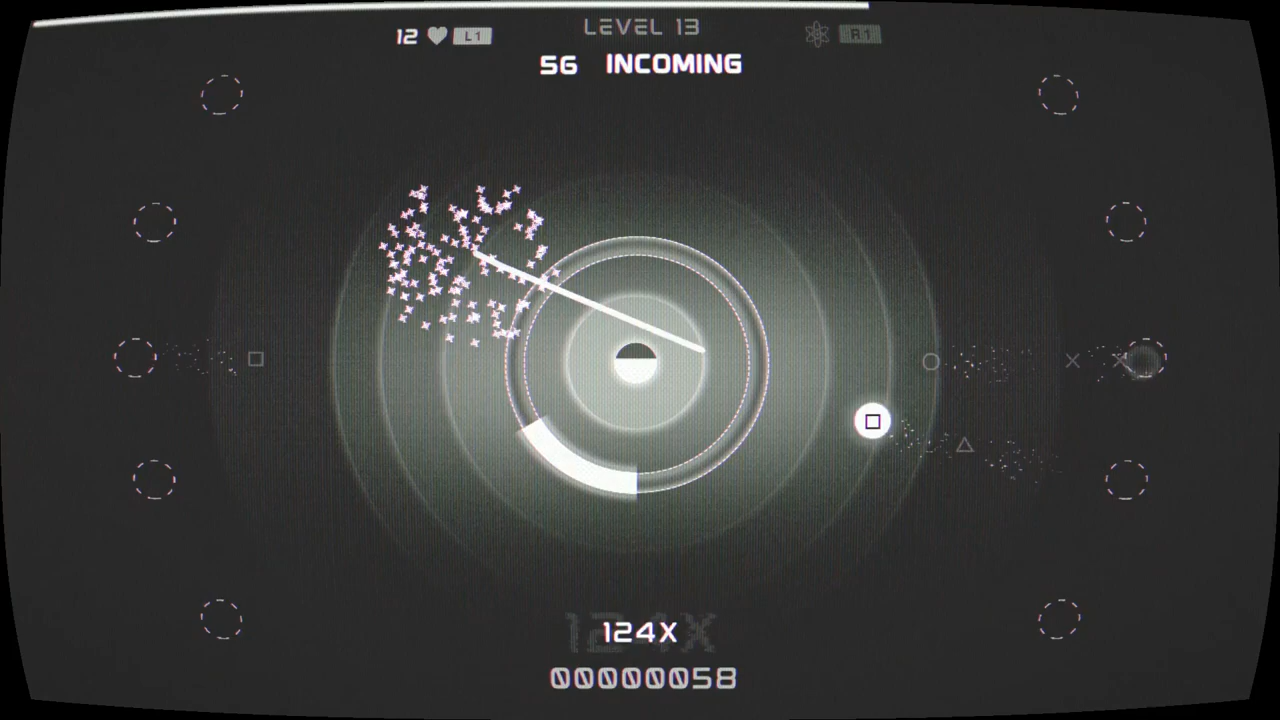 LEVEL 13
12 L1 R1
56 INCOMING
124X
00000058